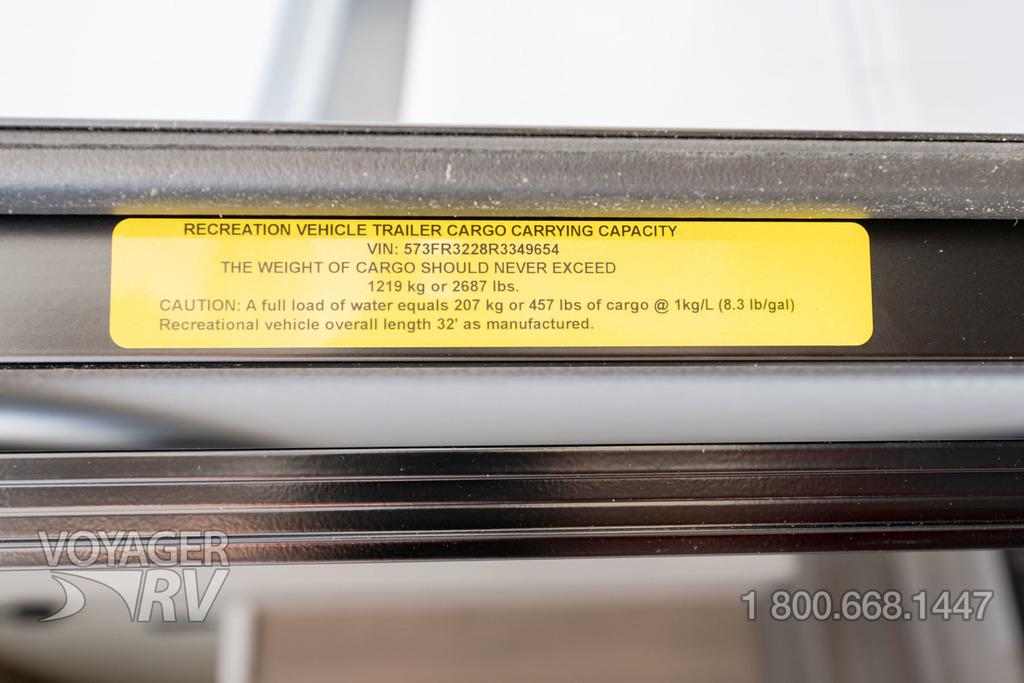 RECREATION VEHICLE TRAILER CARGO CARRYING CAPACITY
VIN: 573FR3228R3349654
THE WEIGHT OF CARGO SHOULD NEVER EXCEED
1219 kg or 2687 lbs.
CAUTION: A full load of water equals 207 kg or 457 lbs of cargo @ 1kg/L (8.3 lb/gal)
Recreational vehicle overall length 32' as manufactured.
VOYAGER
RV
1 800.668.1447